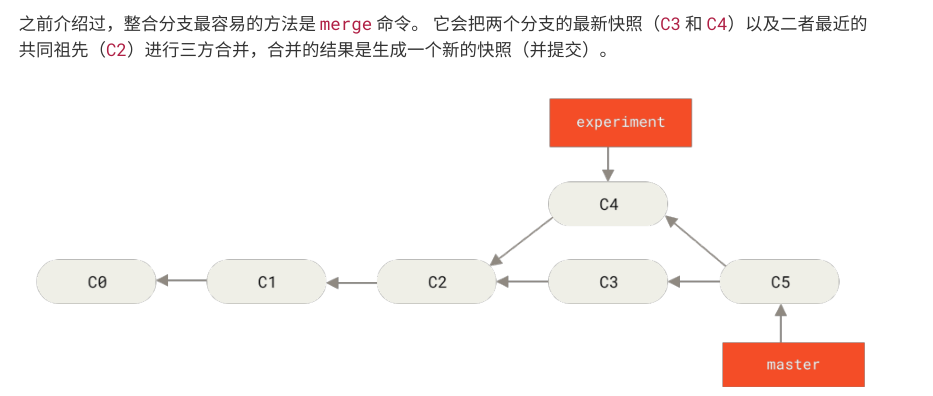 之前介绍过，整合分支最容易的方法是 merge 命令。 它会把两个分支的最新快照（C3 和 C4）以及二者最近的
共同祖先（C2）进行三方合并，合并的结果是生成一个新的快照（并提交）。
experiment
C4
C0
C1
C2
C3
C5
master